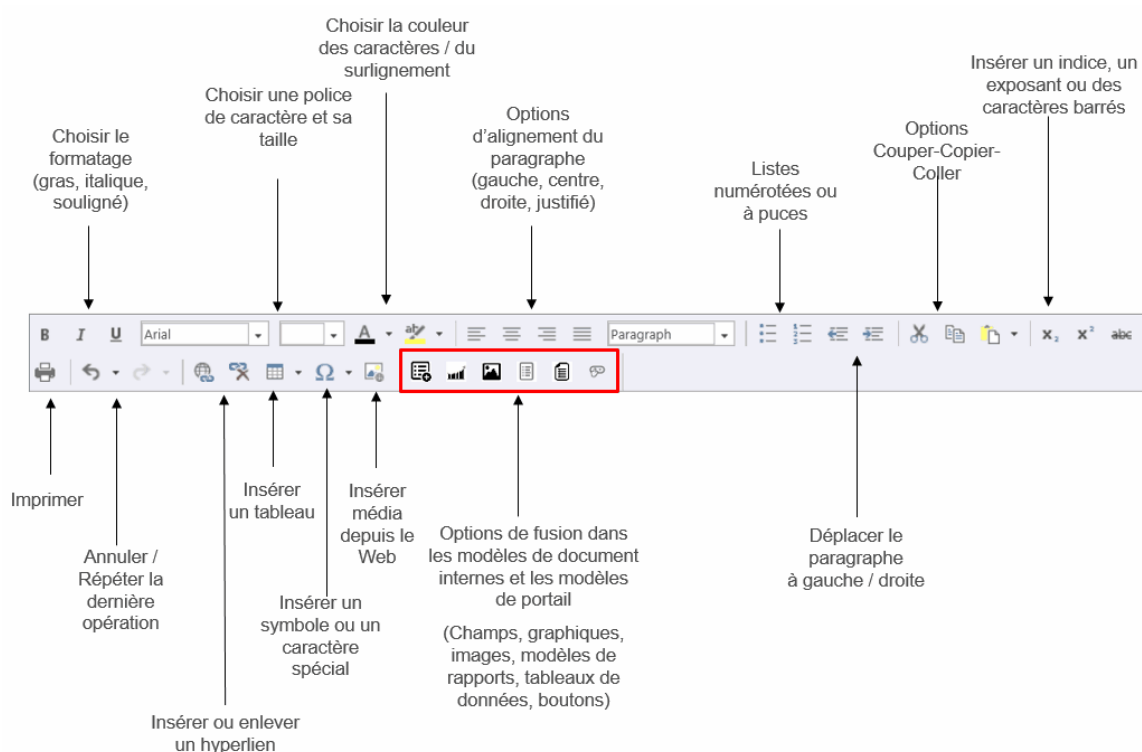 Choisir la couleur
des caractères / du
surlignement
Choisir une police
de caractère et sa
taille
Choisir le
formatage
(gras, italique,
souligné)
Options
d'alignement du
paragraphe
(gauche, centre,
droite, justifié)
Listes
numérotées ou
à puces
Options
Couper-Copier-
Coller
Insérer un indice, un
exposant ou des
caractères barrés
B I U Arial A ab Paragraph x₂ x² abc
Ω
Imprimer
Annuler /
Répéter la
dernière
opération
Insérer ou enlever
un hyperlien
Insérer
un tableau
Insérer un
symbole ou un
caractère
spécial
Insérer
média
depuis le
Web
Options de fusion dans
les modèles de document
internes et les modèles
de portail
(Champs, graphiques,
images, modèles de
rapports, tableaux de
données, boutons)
Déplacer le
paragraphe
à gauche / droite